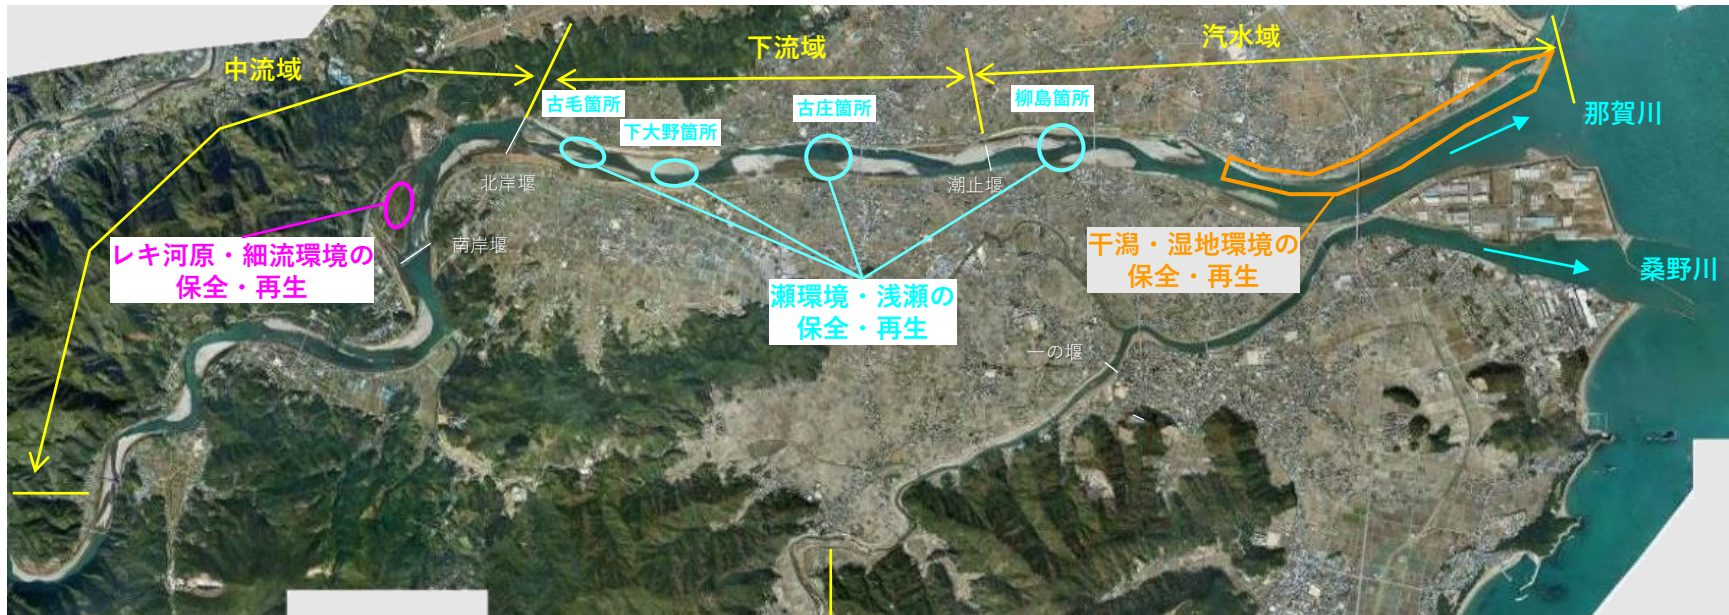 中流域
下流域
汽水域
古毛箇所
下大野箇所
古庄箇所
柳島箇所
那賀川
北岸堰
潮止堰
南岸堰
レキ河原・細流環境の
保全・再生
干潟・湿地環境の
保全・再生
桑野川
瀬環境・浅瀬の
保全・再生
一の堰